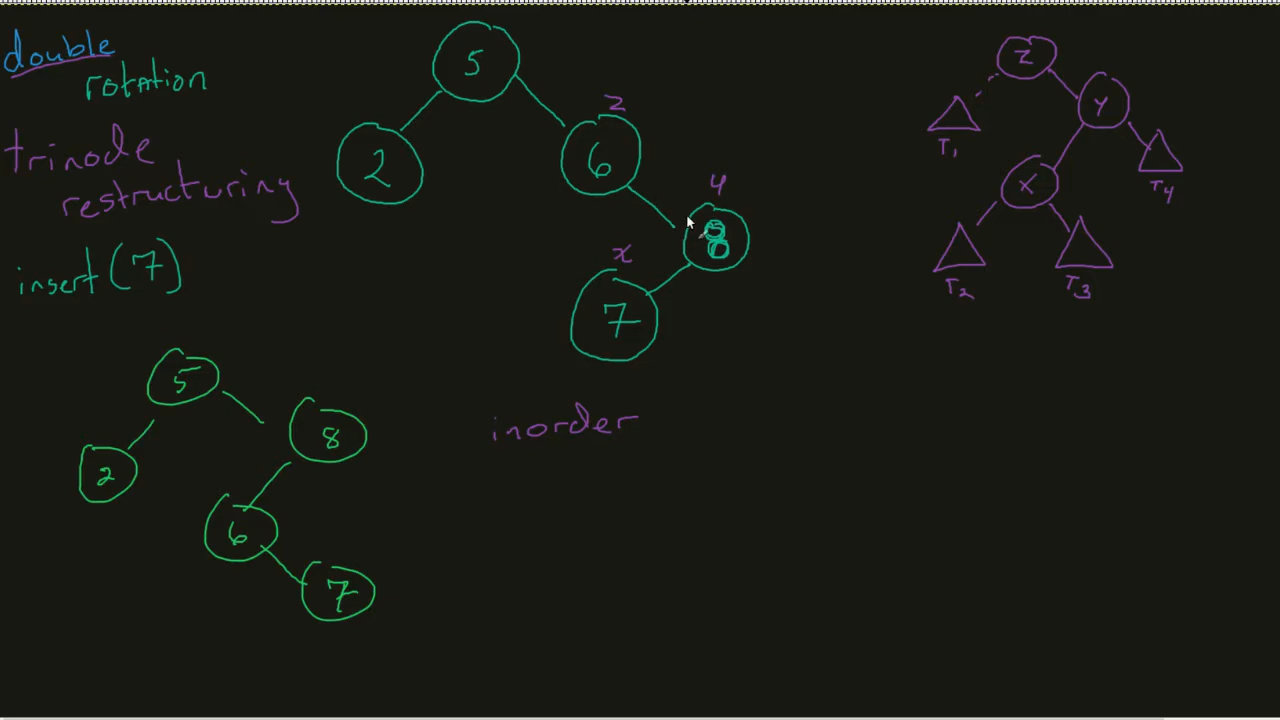 double
rotation
trinode
restructuring
insert(7)
5
2
z
6
y
8
x
7
5
2
8
6
7
inorder
z
y
T1
x
T4
T2
T3